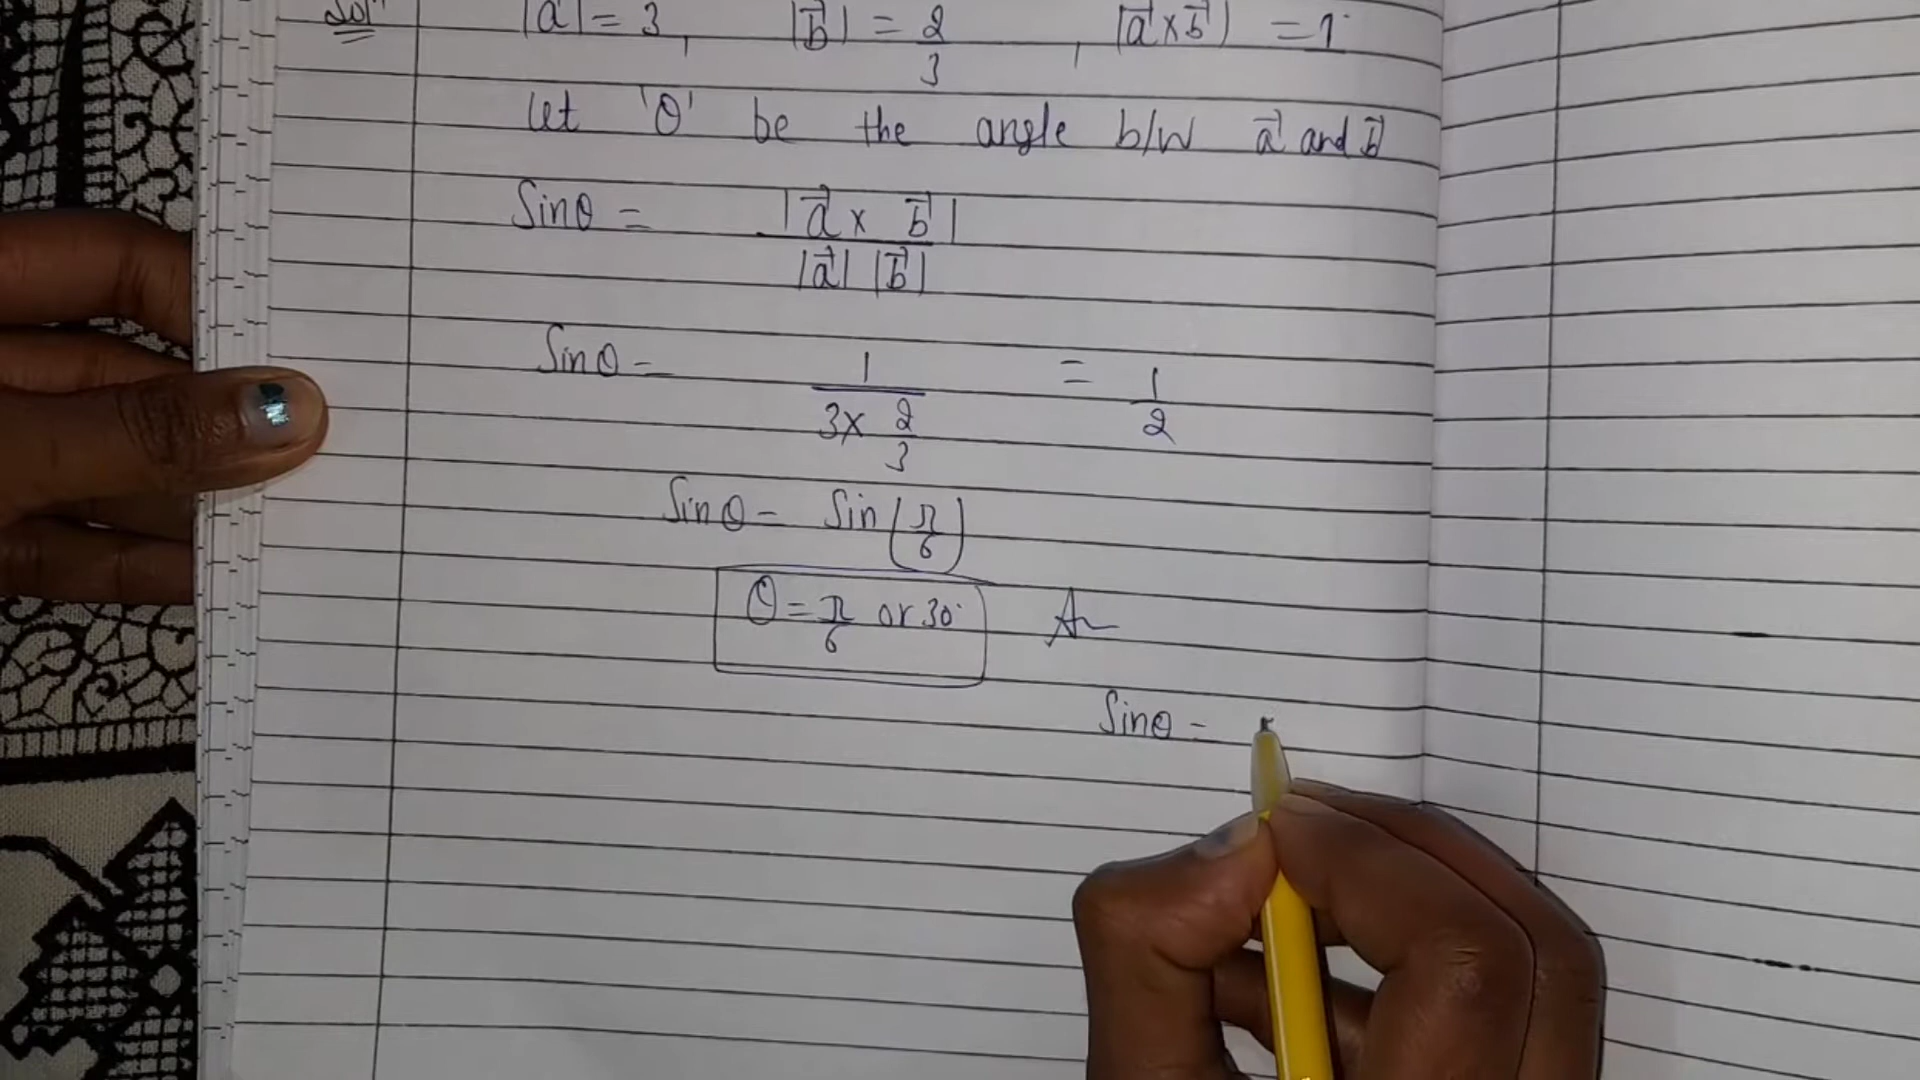 Solⁿ |a⃗| = 3, |b⃗| = 2/3, |a⃗×b⃗| = 1
Let 'θ' be the angle b/w a⃗ and b⃗
Sinθ = |a⃗ × b⃗| / |a⃗| |b⃗|
Sinθ = 1 / (3× 2/3) = 1/2
Sinθ = Sin(π/6)
θ = π/6 or 30°
Sinθ =